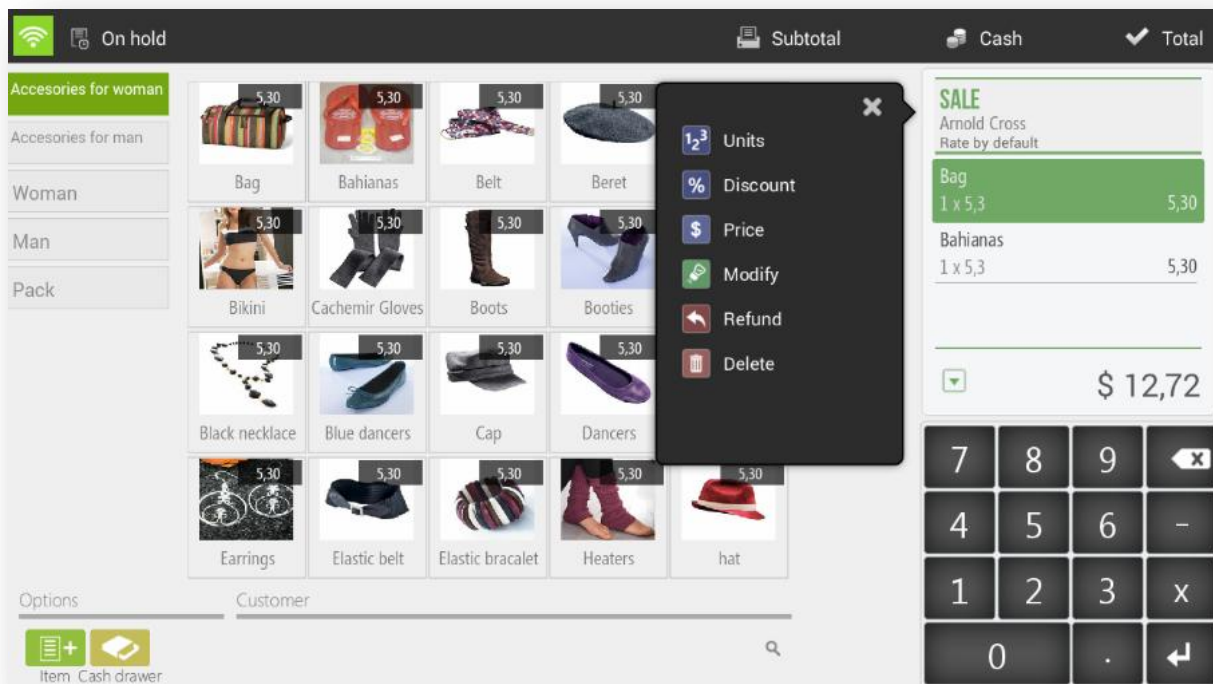 On hold
Subtotal
Cash
Total
Accesories for woman
Accesories for man
Woman
Man
Pack
5,30
5,30
5,30
5,30
Bag
Bahianas
Belt
Beret
5,30
5,30
5,30
5,30
Bikini
Cachemir Gloves
Boots
Booties
5,30
5,30
5,30
5,30
Black necklace
Blue dancers
Cap
Dancers
5,30
5,30
5,30
5,30
5,30
Earrings
Elastic belt
Elastic bracalet
Heaters
hat
Units
Discount
Price
Modify
Refund
Delete
SALE
Arnold Cross
Rate by default
Bag
1 x 5,3 5,30
Bahianas
1 x 5,3 5,30
$ 12,72
7 8 9
4 5 6 -
1 2 3 x
0 .
Options
Customer
Item Cash drawer